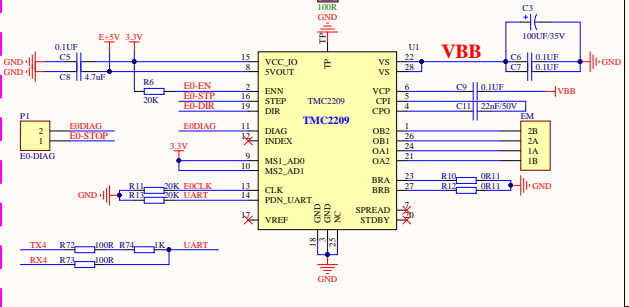 100R
GND
TP
C3
100UF/35V
E+5V 3.3V
0.1UF
GND C5
GND C8 4.7uF
15 VCC_IO
8 5VOUT
TP
U1
VS 22
VS 28
VBB
C6 0.1UF
C7 0.1UF
GND
R6
20K
E0-EN 2 ENN
E0-STP 16 STEP
E0-DIR 19 DIR
TMC2209
TMC2209
VCP 6 C9 0.1UF VBB
CPI 5
CPO 4 C11 22nF/50V
P1
2 E0DIAG
1 E0-STOP
E0-DIAG
E0DIAG 11 DIAG
12 INDEX
OB2 1
OB1 26
OA1 24
OA2 21
EM
2B
2A
1A
1B
3.3V
9 MS1_AD0
10 MS2_AD1
GND
R11 20K E0CLK 13 CLK
R13 20K UART 14 PDN_UART
BRA 23 R10 0R11
BRB 27 R12 0R11
GND
17 VREF
SPREAD 7
STDBY 20
GND
GND
NC
18
3
25
GND
TX4 R72 100R R74 1K UART
RX4 R73 100R